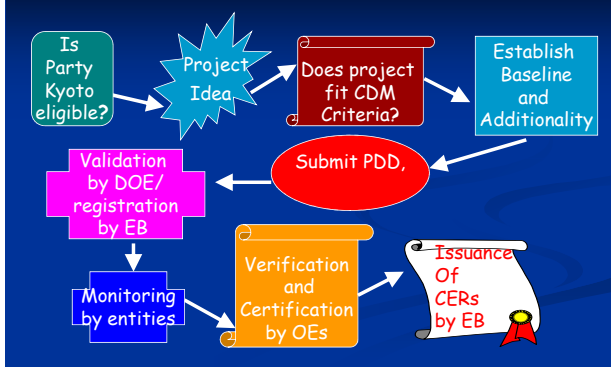 Is
Party
Kyoto
eligible?
Project
Idea
Does project
fit CDM
Criteria?
Establish
Baseline
and
Additionality
Submit PDD,
Validation
by DOE/
registration
by EB
Monitoring
by entities
Verification
and
Certification
by OEs
Issuance
Of
CERs
by EB